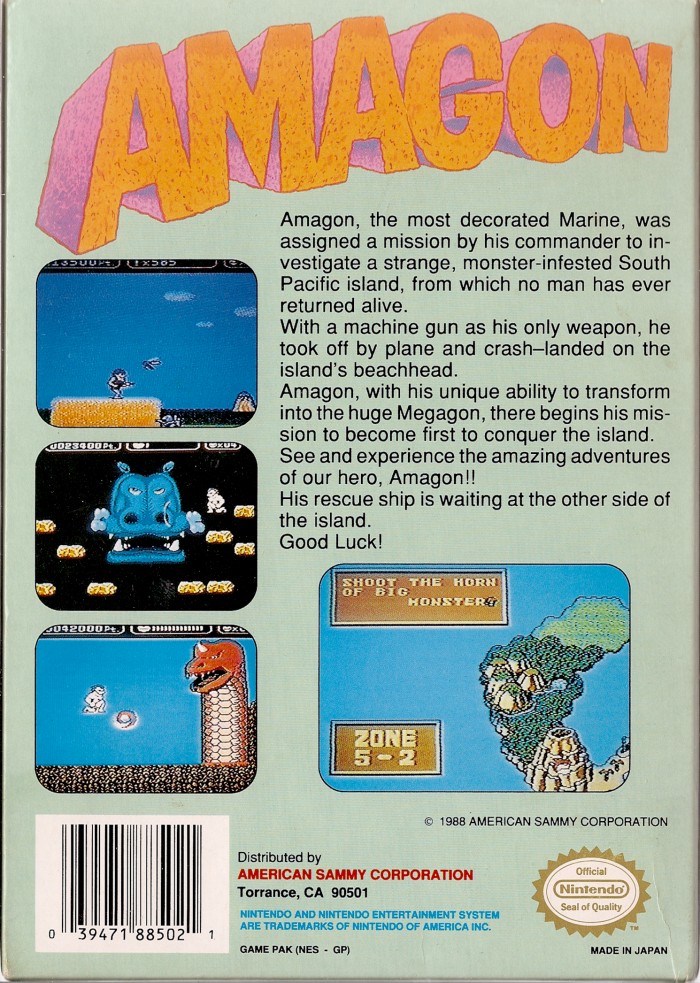 AMAGON
Amagon, the most decorated Marine, was
assigned a mission by his commander to in-
vestigate a strange, monster-infested South
Pacific island, from which no man has ever
returned alive.
With a machine gun as his only weapon, he
took off by plane and crash–landed on the
island's beachhead.
Amagon, with his unique ability to transform
into the huge Megagon, there begins his mis-
sion to become first to conquer the island.
See and experience the amazing adventures
of our hero, Amagon!!
His rescue ship is waiting at the other side of
the island.
Good Luck!
0023400Pt.
0042000Pt.
SHOOT THE HORN
OF BIG
MONSTER
ZONE
5-2
© 1988 AMERICAN SAMMY CORPORATION
Distributed by
AMERICAN SAMMY CORPORATION
Torrance, CA 90501
NINTENDO AND NINTENDO ENTERTAINMENT SYSTEM
ARE TRADEMARKS OF NINTENDO OF AMERICA INC.
GAME PAK (NES - GP)
0 39471 88502 1
Official
Nintendo
Seal of Quality
TM
MADE IN JAPAN